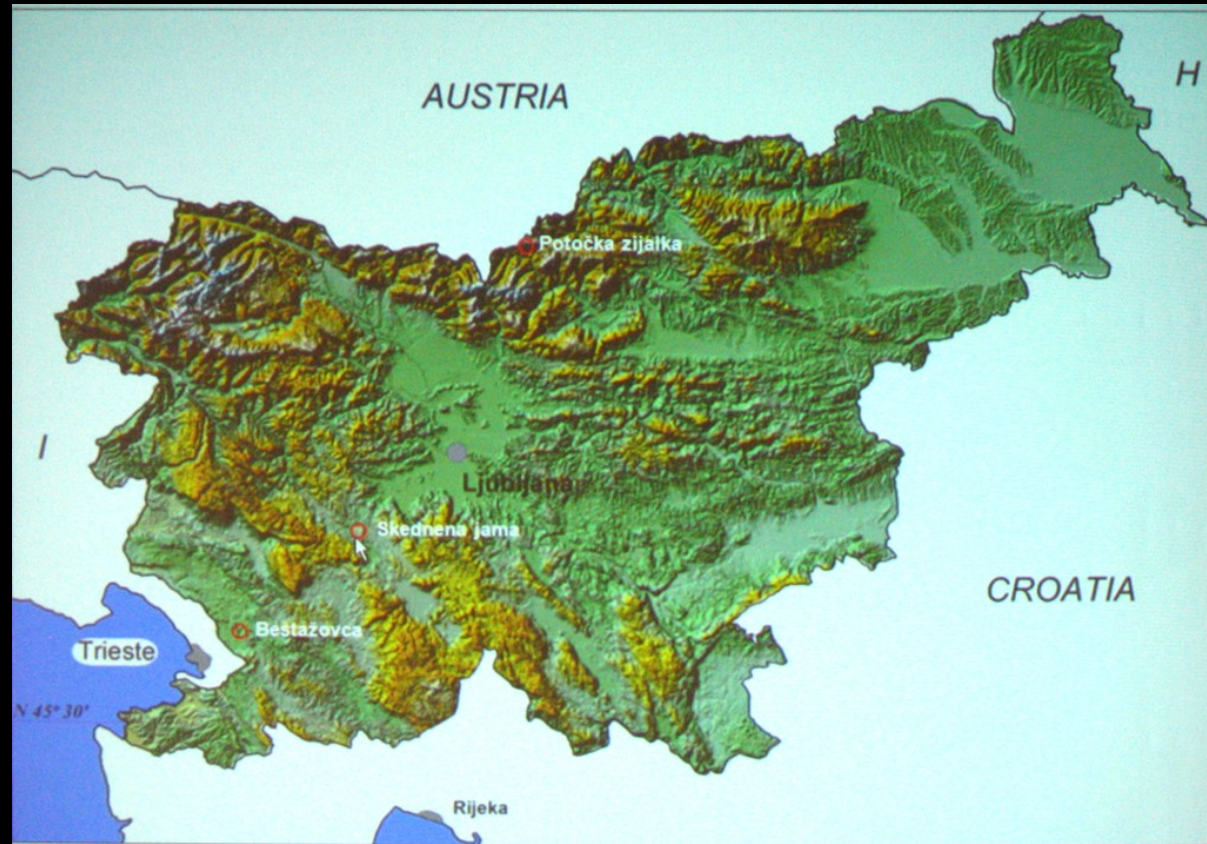 AUSTRIA
H
Potočka zijalka
I
Ljubljana
Skednena jama
CROATIA
Bestažovca
Trieste
N 45° 30'
Rijeka